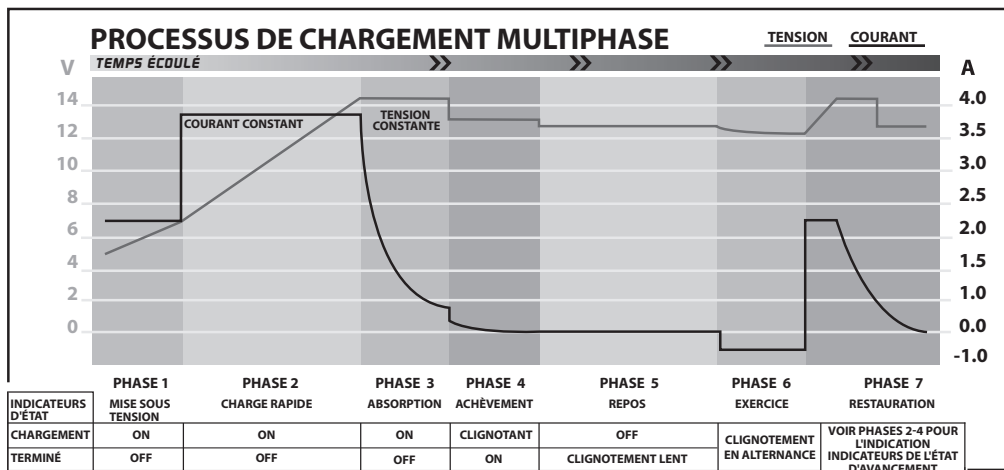 PROCESSUS DE CHARGEMENT MULTIPHASE
TENSION COURANT
V TEMPS ÉCOULÉ A
14 4.0
12 3.5
10 3.0
8 2.5
6 2.0
4 1.5
2 1.0
0 0.0
-1.0
COURANT CONSTANT
TENSION
CONSTANTE
PHASE 1 PHASE 2 PHASE 3 PHASE 4 PHASE 5 PHASE 6 PHASE 7
INDICATEURS
D'ÉTAT
MISE SOUS
TENSION
CHARGE RAPIDE ABSORPTION ACHÈVEMENT REPOS EXERCICE RESTAURATION
CHARGEMENT ON ON ON CLIGNOTANT OFF
TERMINÉ OFF OFF OFF ON CLIGNOTEMENT LENT
CLIGNOTEMENT
EN ALTERNANCE
VOIR PHASES 2-4 POUR
L'INDICATION
INDICATEURS DE L'ÉTAT
D'AVANCEMENT